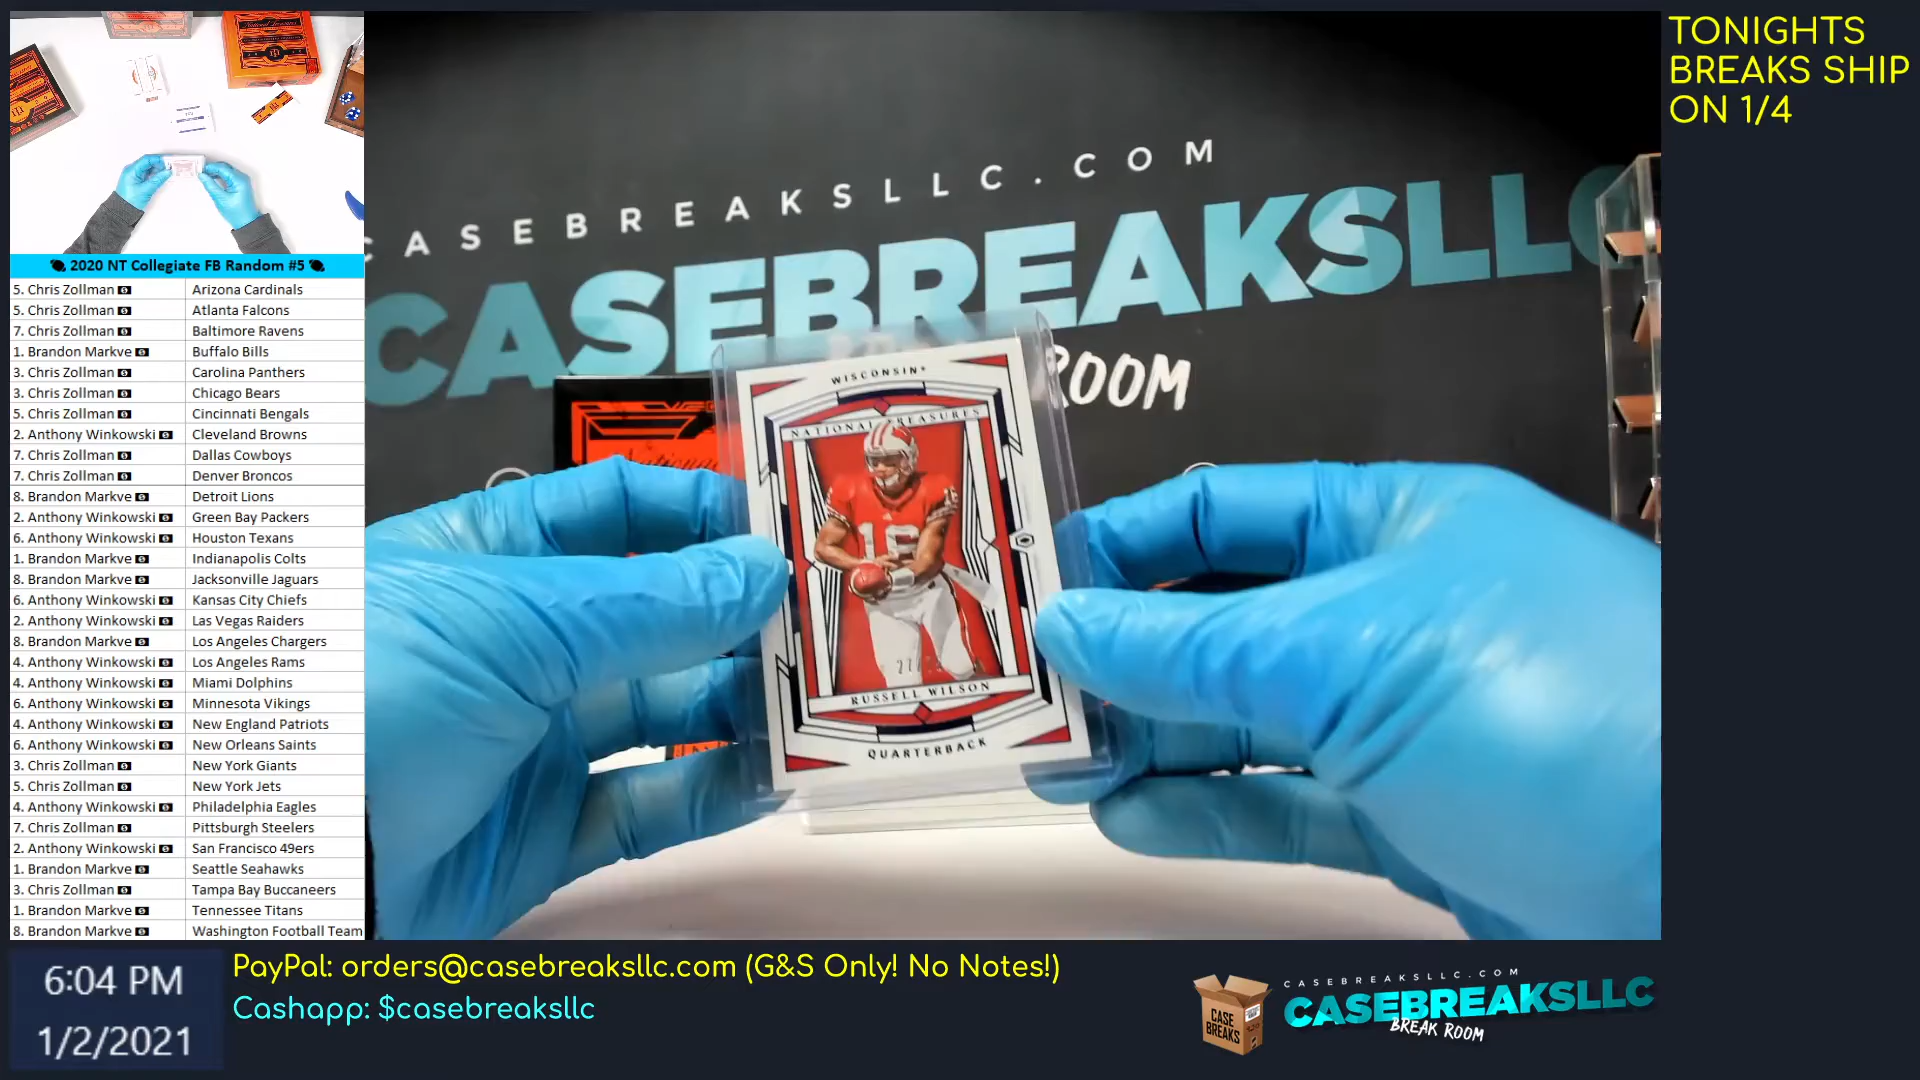 TONIGHTS
BREAKS SHIP
ON 1/4
CASEBREAKSLLC.COM
CASEBREAKSLLC
ROOM
WISCONSIN
NATIONAL TREASURES
16
RUSSELL WILSON
QUARTERBACK
2020 NT Collegiate FB Random #5
5. Chris Zollman Arizona Cardinals
5. Chris Zollman Atlanta Falcons
7. Chris Zollman Baltimore Ravens
1. Brandon Markve Buffalo Bills
3. Chris Zollman Carolina Panthers
3. Chris Zollman Chicago Bears
5. Chris Zollman Cincinnati Bengals
2. Anthony Winkowski Cleveland Browns
7. Chris Zollman Dallas Cowboys
7. Chris Zollman Denver Broncos
8. Brandon Markve Detroit Lions
2. Anthony Winkowski Green Bay Packers
6. Anthony Winkowski Houston Texans
1. Brandon Markve Indianapolis Colts
8. Brandon Markve Jacksonville Jaguars
6. Anthony Winkowski Kansas City Chiefs
2. Anthony Winkowski Las Vegas Raiders
8. Brandon Markve Los Angeles Chargers
4. Anthony Winkowski Los Angeles Rams
4. Anthony Winkowski Miami Dolphins
6. Anthony Winkowski Minnesota Vikings
4. Anthony Winkowski New England Patriots
6. Anthony Winkowski New Orleans Saints
3. Chris Zollman New York Giants
5. Chris Zollman New York Jets
4. Anthony Winkowski Philadelphia Eagles
7. Chris Zollman Pittsburgh Steelers
2. Anthony Winkowski San Francisco 49ers
1. Brandon Markve Seattle Seahawks
3. Chris Zollman Tampa Bay Buccaneers
1. Brandon Markve Tennessee Titans
8. Brandon Markve Washington Football Team
6:04 PM
1/2/2021
PayPal: orders@casebreaksllc.com (G&S Only! No Notes!)
Cashapp: $casebreaksllc
CASE
BREAKS
CASEBREAKSLLC.COM
CASEBREAKSLLC
BREAK ROOM